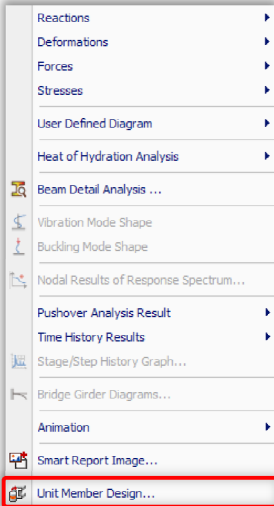 Reactions
Deformations
Forces
Stresses
User Defined Diagram
Heat of Hydration Analysis
Beam Detail Analysis ...
Vibration Mode Shape
Buckling Mode Shape
Nodal Results of Response Spectrum...
Pushover Analysis Result
Time History Results
Stage/Step History Graph...
Bridge Girder Diagrams...
Animation
Smart Report Image...
Unit Member Design...